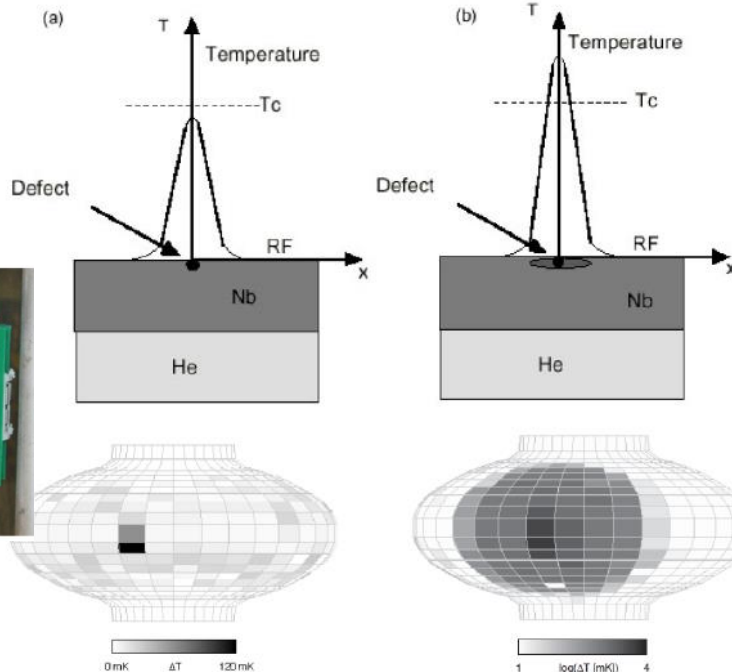 (a)
T
Temperature
Tc
Defect
RF
x
Nb
He
0 mK ΔT 120 mK
(b)
T
Temperature
Tc
Defect
RF
x
Nb
He
1 log(ΔT [mK]) 4